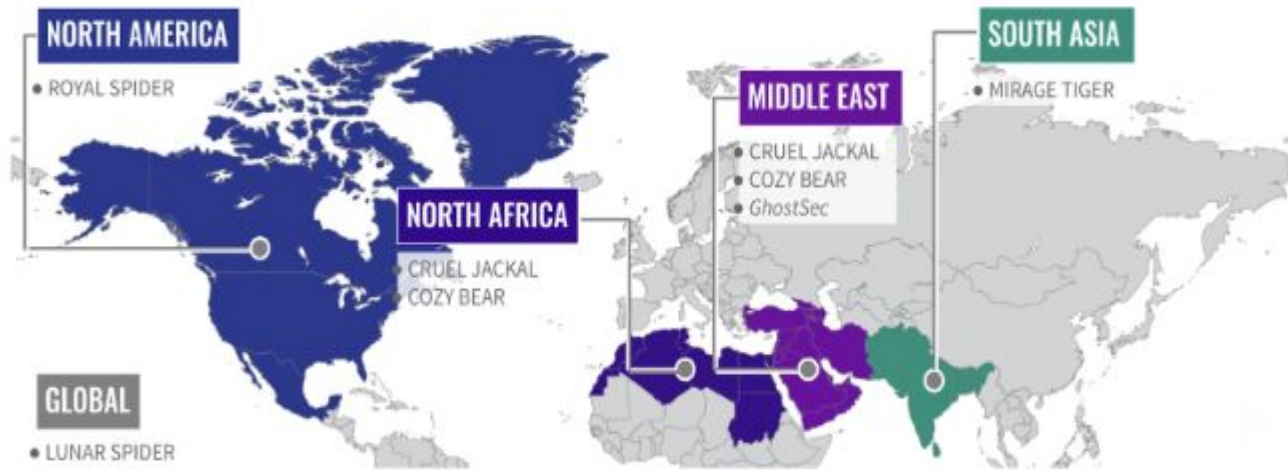 NORTH AMERICA
• ROYAL SPIDER
NORTH AFRICA
• CRUEL JACKAL
• COZY BEAR
MIDDLE EAST
• CRUEL JACKAL
• COZY BEAR
• GhostSec
SOUTH ASIA
• MIRAGE TIGER
GLOBAL
• LUNAR SPIDER